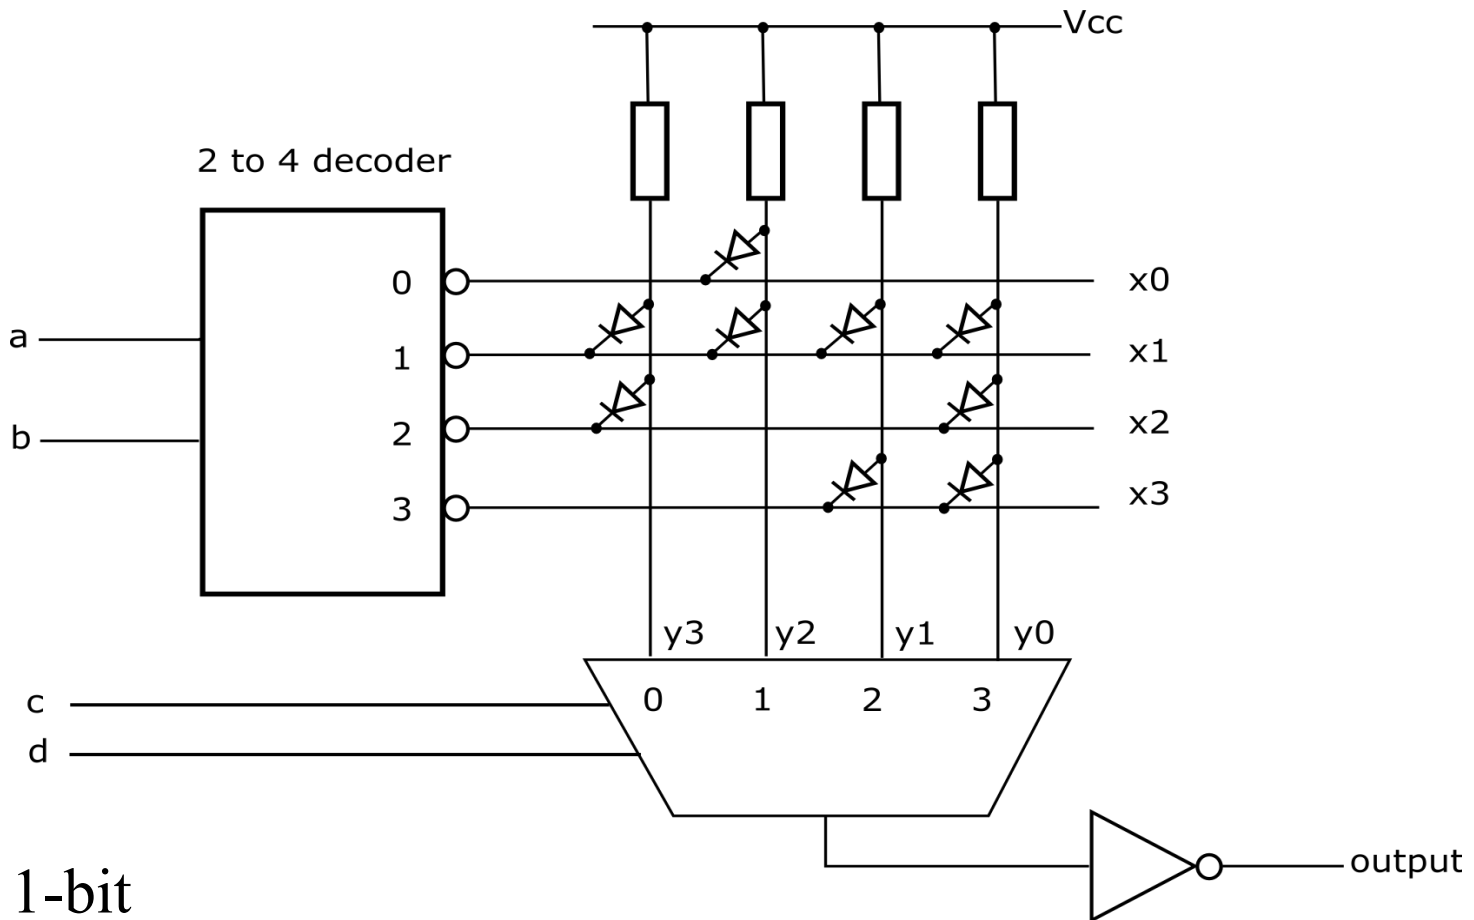 Vcc
2 to 4 decoder
0
x0
a
1
x1
b
2
x2
3
x3
y3 y2 y1 y0
c
0 1 2 3
d
output
1-bit